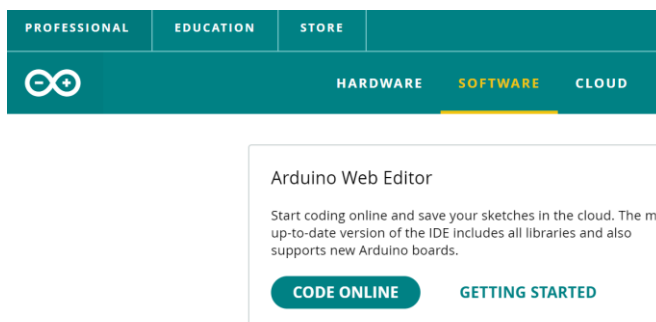 PROFESSIONAL EDUCATION STORE
HARDWARE SOFTWARE CLOUD
Arduino Web Editor
Start coding online and save your sketches in the cloud. The
up-to-date version of the IDE includes all libraries and also
supports new Arduino boards.
CODE ONLINE GETTING STARTED